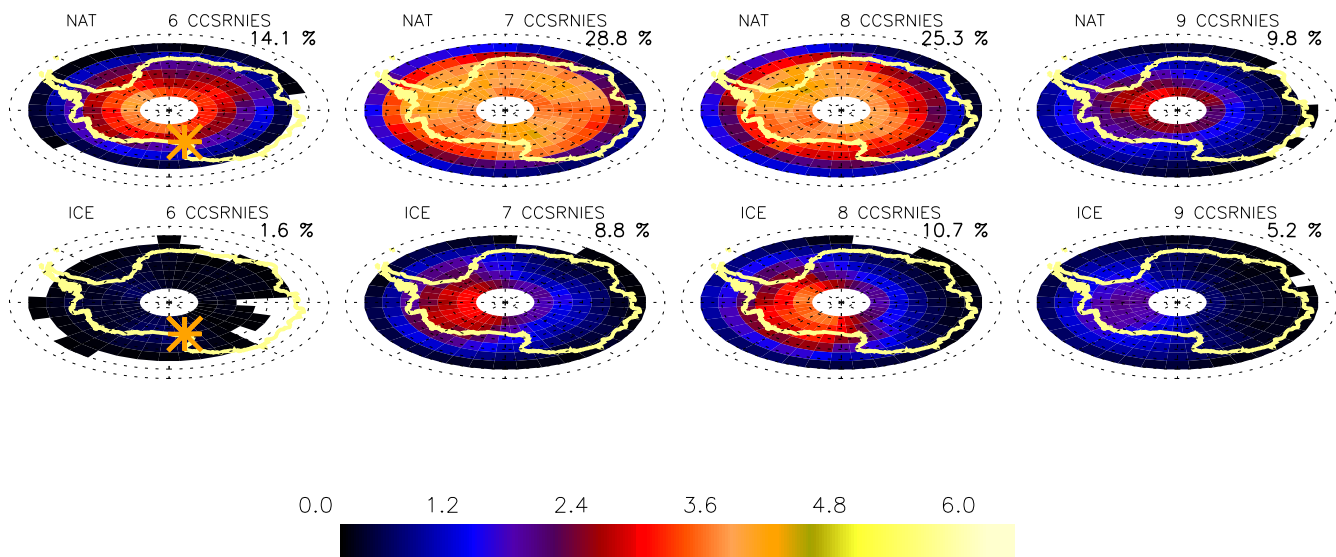 NAT 6 CCSRNIES NAT 7 CCSRNIES NAT 8 CCSRNIES NAT 9 CCSRNIES
14.1 % 28.8 % 25.3 % 9.8 %
ICE 6 CCSRNIES ICE 7 CCSRNIES ICE 8 CCSRNIES ICE 9 CCSRNIES
1.6 % 8.8 % 10.7 % 5.2 %
0.0 1.2 2.4 3.6 4.8 6.0